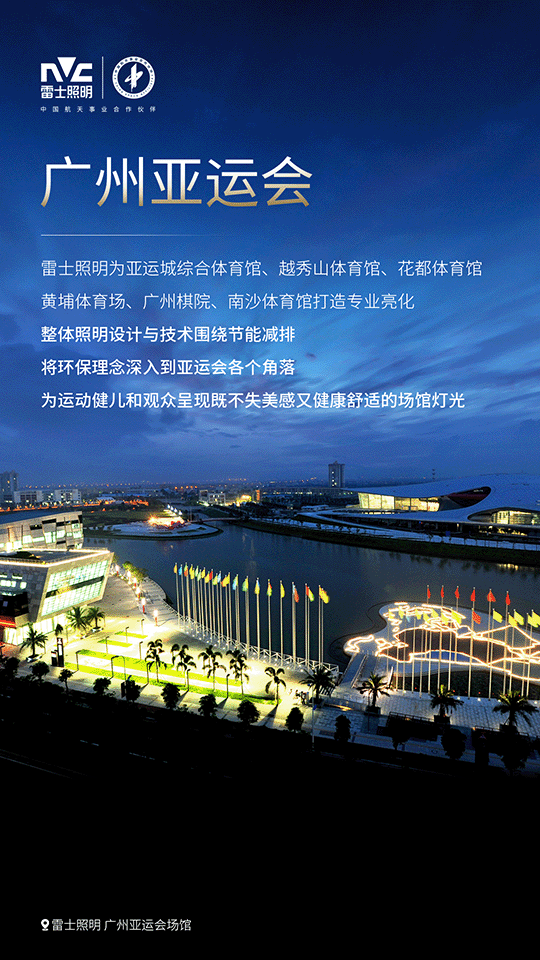 NVC
雷士照明
中国航天事业合作伙伴
广州亚运会
雷士照明为亚运城综合体育馆、越秀山体育馆、花都体育馆
黄埔体育场、广州棋院、南沙体育馆打造专业亮化
整体照明设计与技术围绕节能减排
将环保理念深入到亚运会各个角落
为运动健儿和观众呈现既不失美感又健康舒适的场馆灯光
雷士照明 广州亚运会场馆